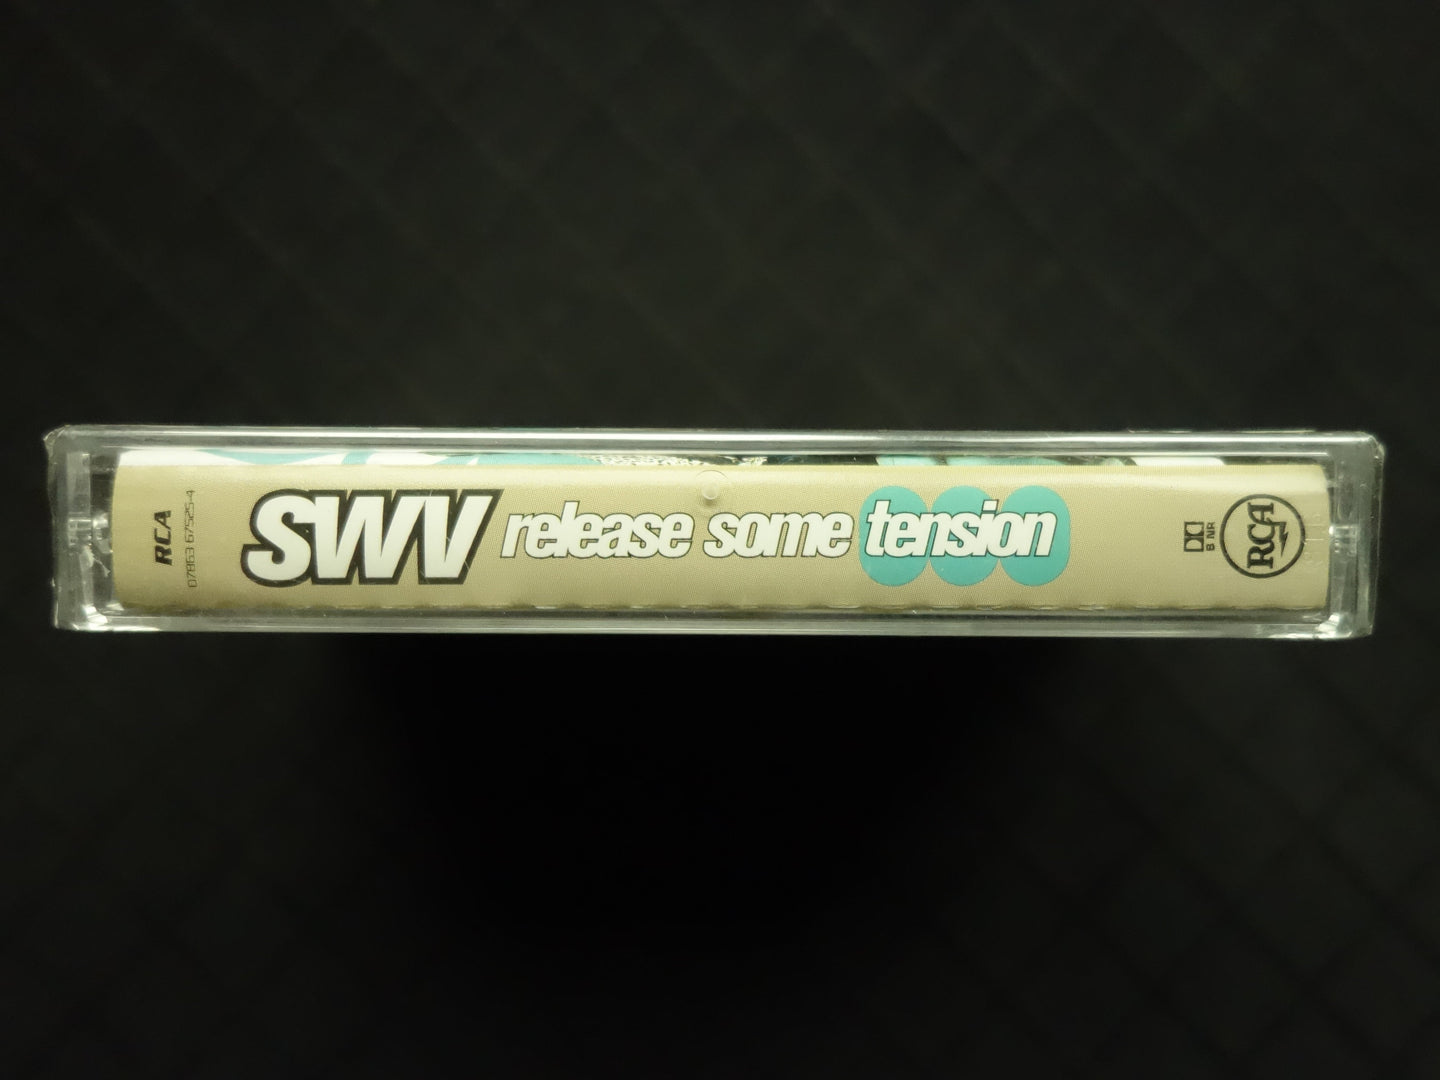 RCA
07863 67525-4
SWV release some tension
B NR
RCA